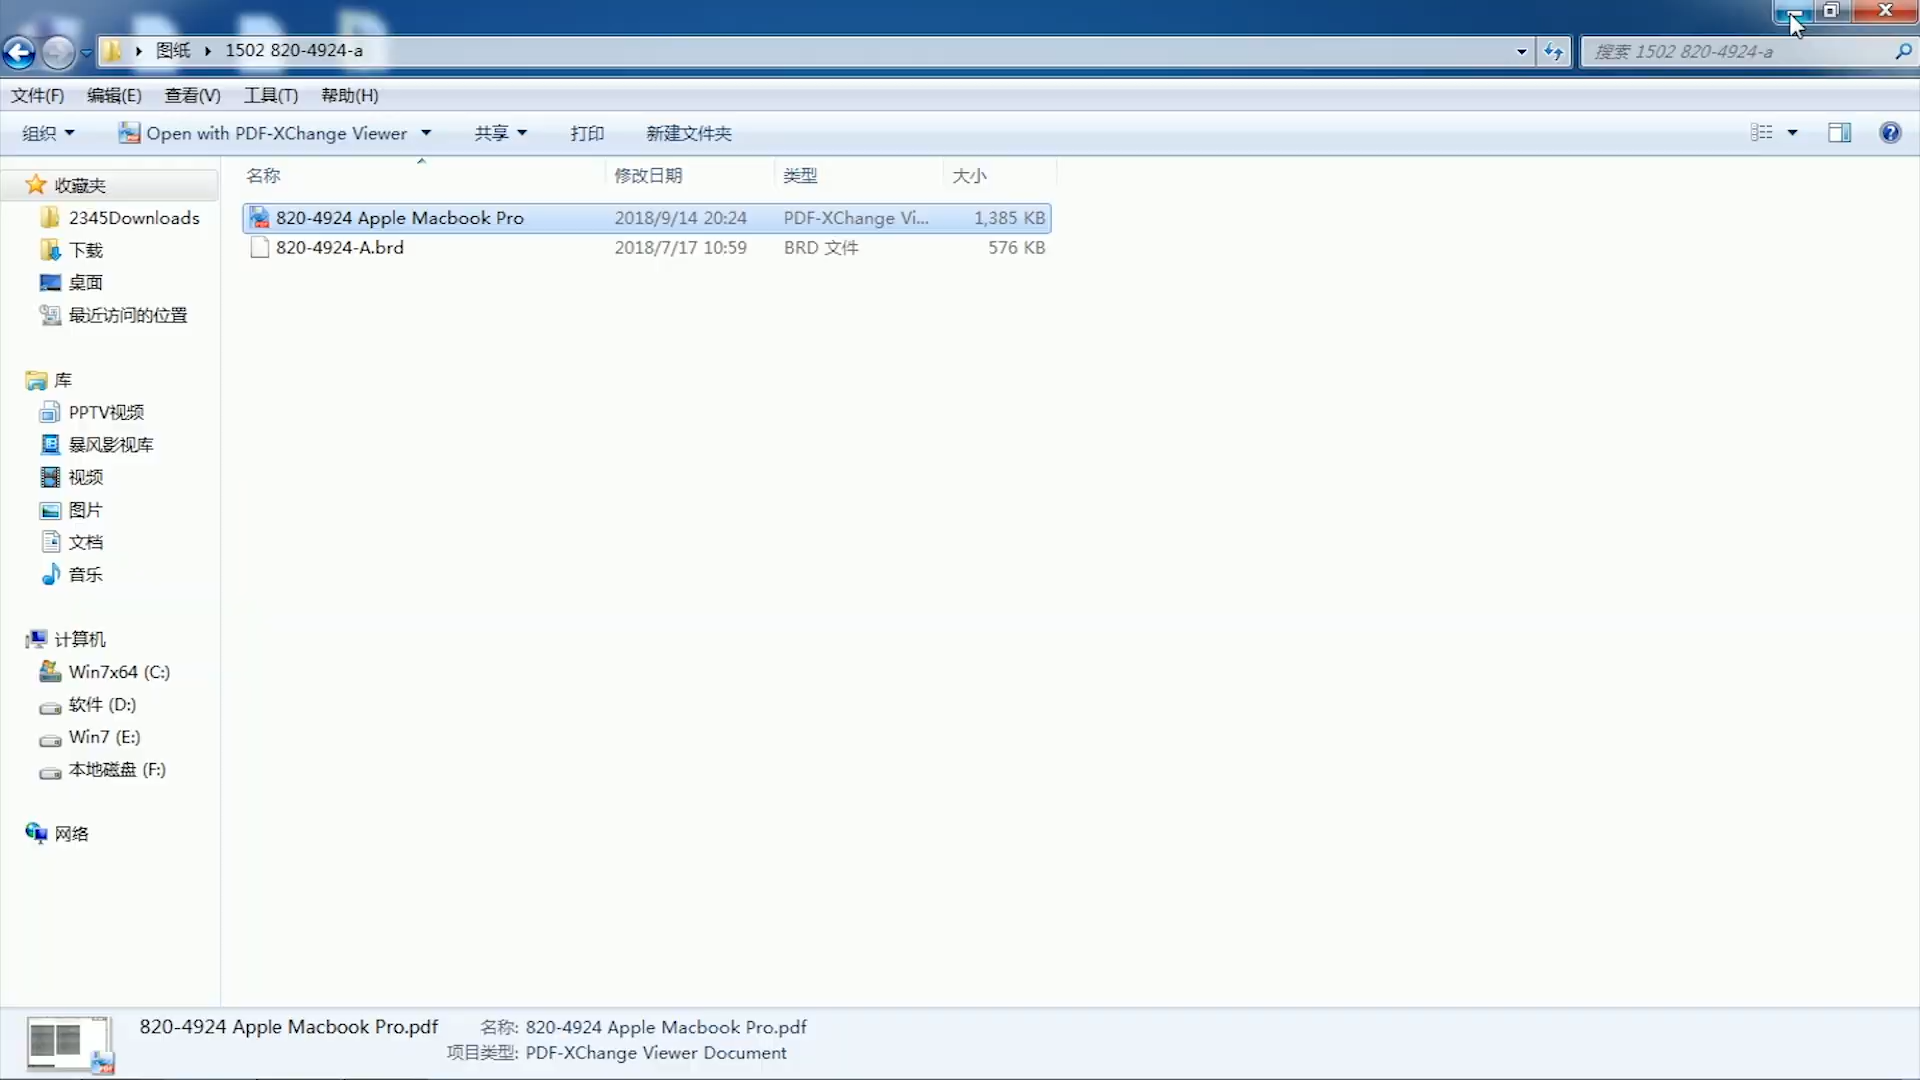 图纸 1502 820-4924-a 搜索 1502 820-4924-a
文件(F) 编辑(E) 查看(V) 工具(T) 帮助(H)
组织 Open with PDF-XChange Viewer 共享 打印 新建文件夹
名称 修改日期 类型 大小
820-4924 Apple Macbook Pro 2018/9/14 20:24 PDF-XChange Vi... 1,385 KB
820-4924-A.brd 2018/7/17 10:59 BRD 文件 576 KB
收藏夹
2345Downloads
下载
桌面
最近访问的位置
库
PPTV视频
暴风影视库
视频
图片
文档
音乐
计算机
Win7x64 (C:)
软件 (D:)
Win7 (E:)
本地磁盘 (F:)
网络
820-4924 Apple Macbook Pro.pdf 名称: 820-4924 Apple Macbook Pro.pdf
项目类型: PDF-XChange Viewer Document